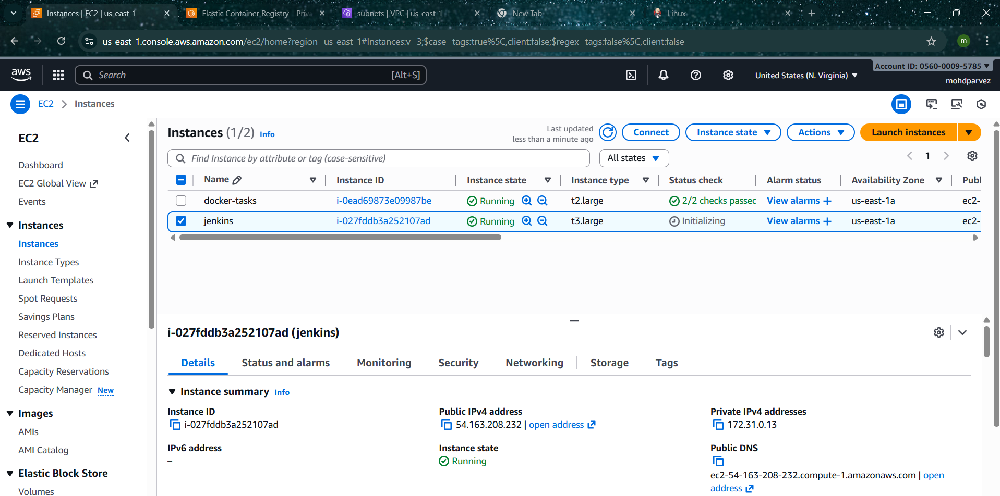 Instances | EC2 | us-east-1
Elastic Container Registry - Priv
subnets | VPC | us-east-1
New Tab
Linux
us-east-1.console.aws.amazon.com/ec2/home?region=us-east-1#Instances:v=3;$case=tags:true%5C,client:false;$regex=tags:false%5C,client:false
m
aws
Search
[Alt+S]
United States (N. Virginia)
Account ID: 0560-0009-5785
mohdparvez
EC2
Instances
EC2
Dashboard
EC2 Global View
Events
Instances
Instances
Instance Types
Launch Templates
Spot Requests
Savings Plans
Reserved Instances
Dedicated Hosts
Capacity Reservations
Capacity Manager New
Images
AMIs
AMI Catalog
Elastic Block Store
Volumes
Instances (1/2) Info
Last updated
less than a minute ago
Connect
Instance state
Actions
Launch instances
Find Instance by attribute or tag (case-sensitive)
All states
1
Name Instance ID Instance state Instance type Status check Alarm status Availability Zone Publ
docker-tasks i-0ead69873e09987be Running t2.large 2/2 checks passec View alarms + us-east-1a ec2-
jenkins i-027fddb3a252107ad Running t3.large Initializing View alarms + us-east-1a ec2-
i-027fddb3a252107ad (jenkins)
Details
Status and alarms
Monitoring
Security
Networking
Storage
Tags
Instance summary Info
Instance ID
i-027fddb3a252107ad
IPv6 address
–
Public IPv4 address
54.163.208.232 | open address
Instance state
Running
Private IPv4 addresses
172.31.0.13
Public DNS
ec2-54-163-208-232.compute-1.amazonaws.com | open
address